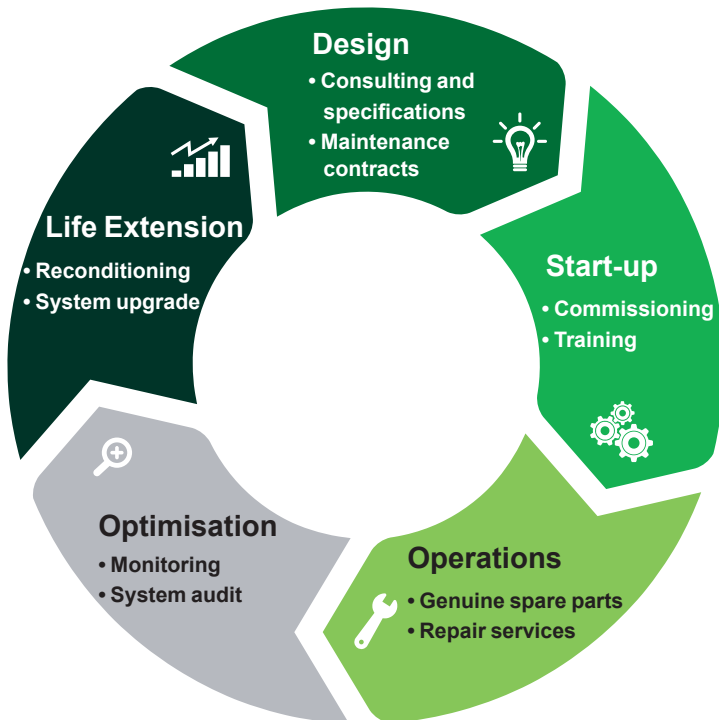 Design
• Consulting and
specifications
• Maintenance
contracts
Start-up
• Commissioning
• Training
Operations
• Genuine spare parts
• Repair services
Optimisation
• Monitoring
• System audit
Life Extension
• Reconditioning
• System upgrade